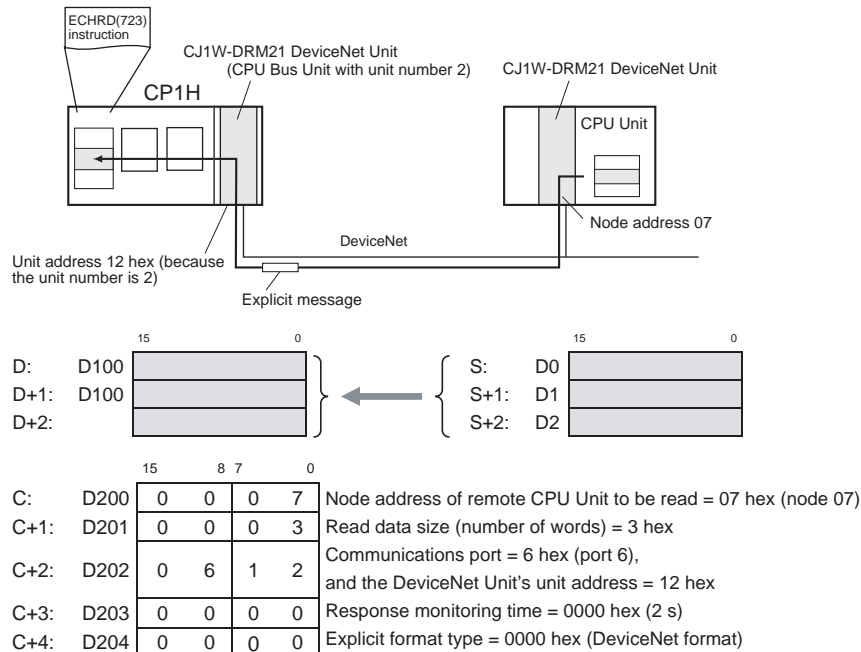 ECHRD(723)
instruction
CJ1W-DRM21 DeviceNet Unit
(CPU Bus Unit with unit number 2)
CJ1W-DRM21 DeviceNet Unit
CP1H
CPU Unit
Node address 07
DeviceNet
Unit address 12 hex (because
the unit number is 2)
Explicit message
15 0 15 0
D: D100 S: D0
D+1: D100 S+1: D1
D+2: S+2: D2
15 8 7 0
C: D200 0 0 0 7 Node address of remote CPU Unit to be read = 07 hex (node 07)
C+1: D201 0 0 0 3 Read data size (number of words) = 3 hex
C+2: D202 0 6 1 2 Communications port = 6 hex (port 6),
and the DeviceNet Unit's unit address = 12 hex
C+3: D203 0 0 0 0 Response monitoring time = 0000 hex (2 s)
C+4: D204 0 0 0 0 Explicit format type = 0000 hex (DeviceNet format)